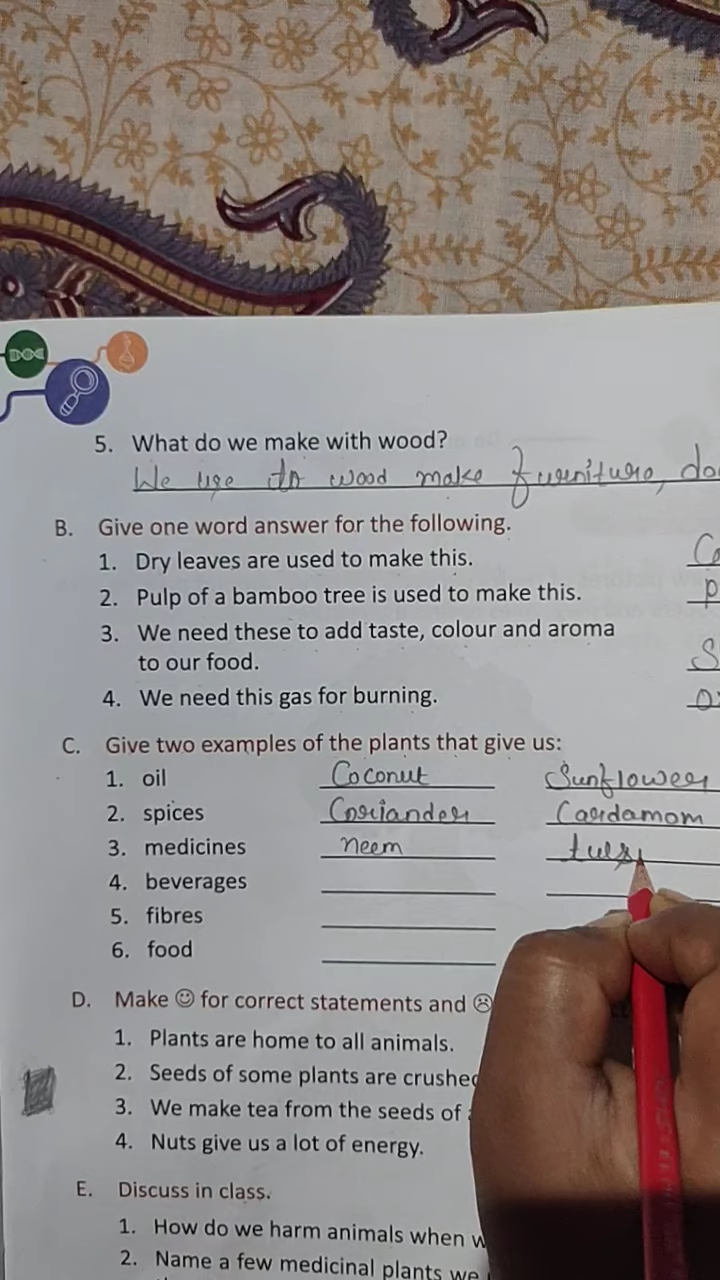 5. What do we make with wood?
We use to wood make furniture, do
B. Give one word answer for the following.
1. Dry leaves are used to make this. Co
2. Pulp of a bamboo tree is used to make this. P
3. We need these to add taste, colour and aroma
to our food. S
4. We need this gas for burning. O
C. Give two examples of the plants that give us:
1. oil Coconut Sunflower
2. spices Coriander Cardamom
3. medicines neem tuls
4. beverages
5. fibres
6. food
D. Make ☺ for correct statements and ☹
1. Plants are home to all animals.
2. Seeds of some plants are crushed
3. We make tea from the seeds of
4. Nuts give us a lot of energy.
E. Discuss in class.
1. How do we harm animals when w
2. Name a few medicinal plants we